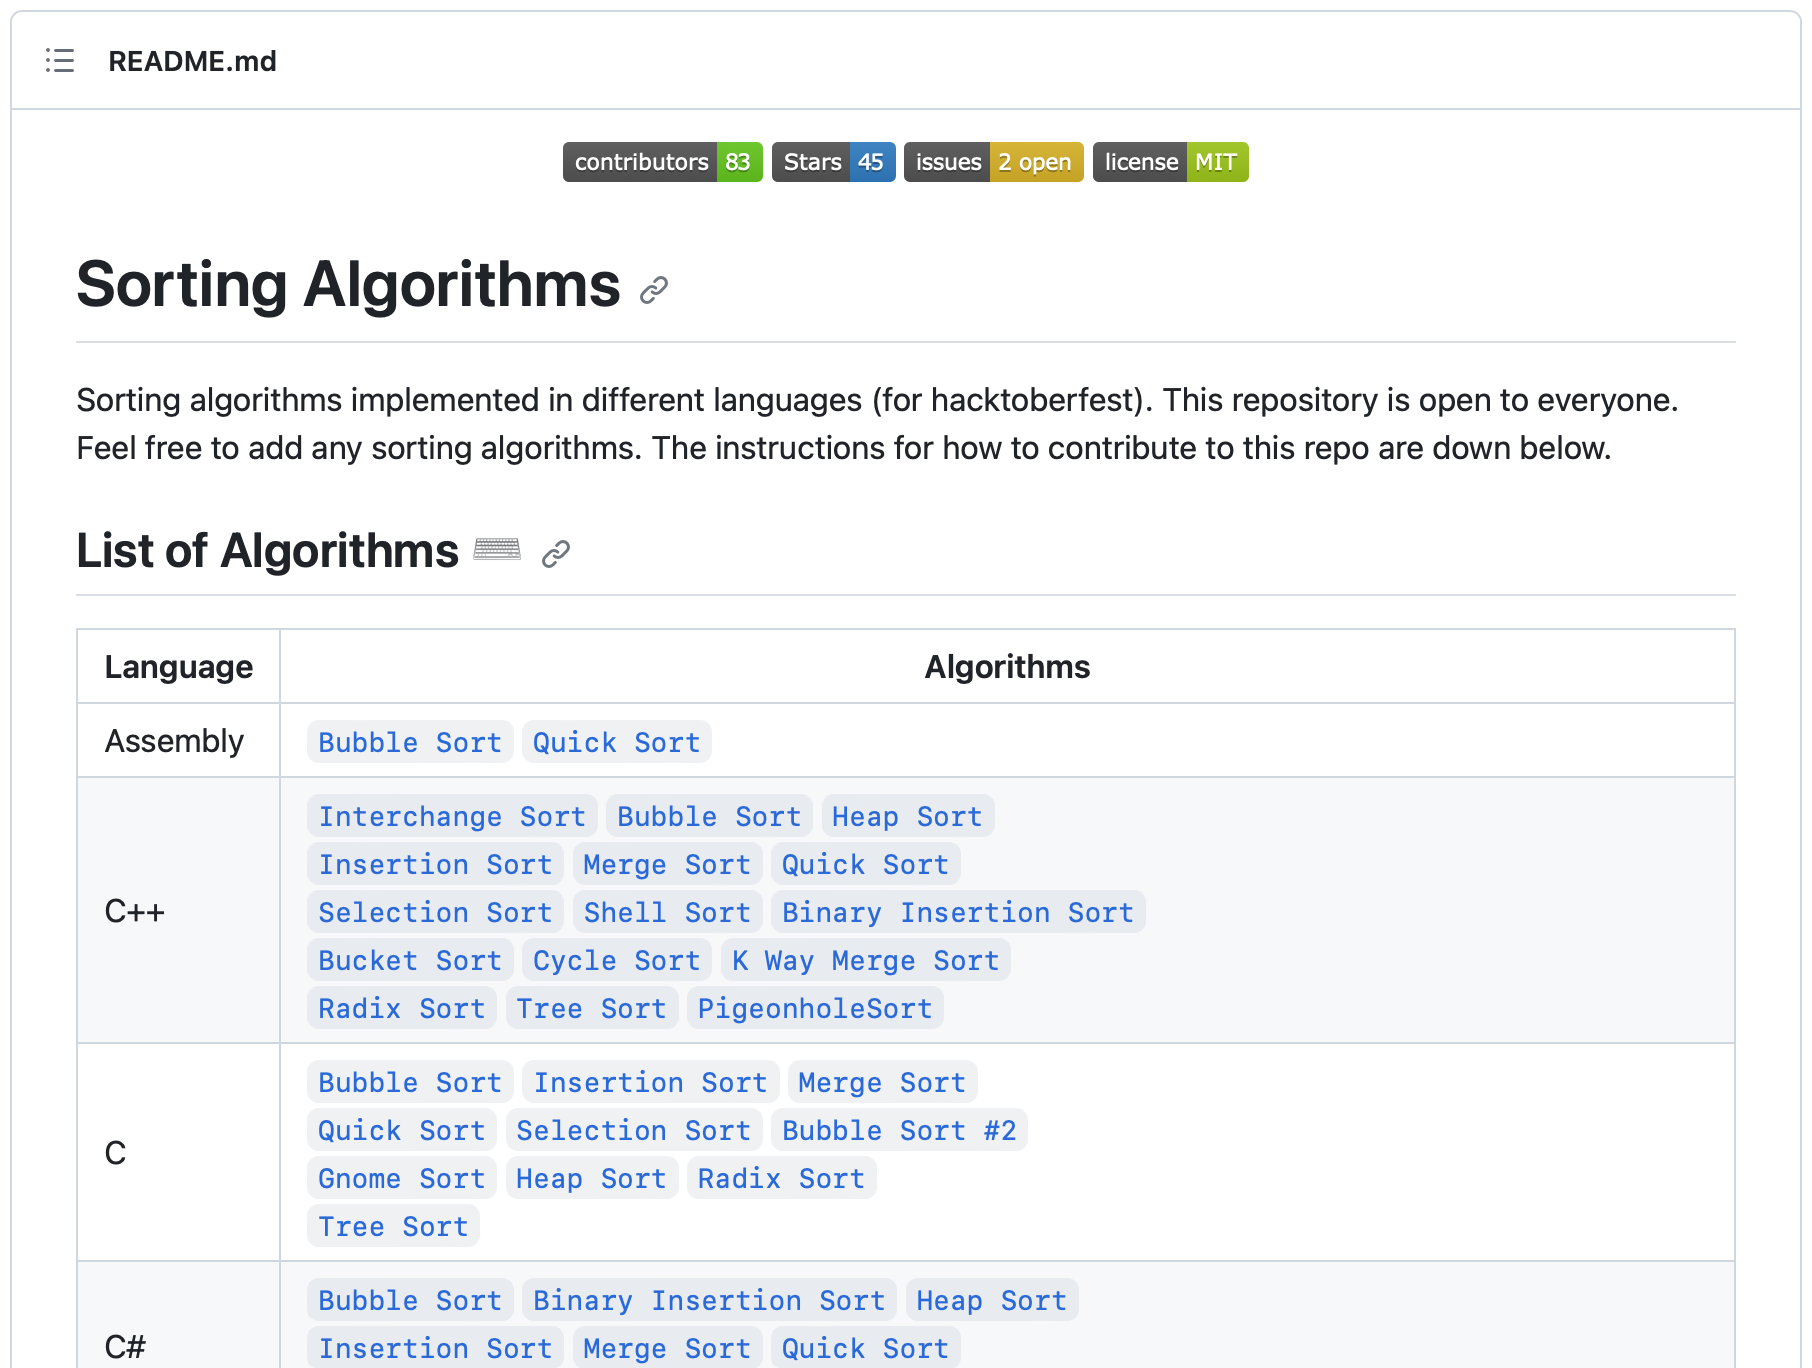 README.md
contributors 83 Stars 45 issues 2 open license MIT
Sorting Algorithms
Sorting algorithms implemented in different languages (for hacktoberfest). This repository is open to everyone.
Feel free to add any sorting algorithms. The instructions for how to contribute to this repo are down below.
List of Algorithms
Language Algorithms
Assembly Bubble Sort Quick Sort
Interchange Sort Bubble Sort Heap Sort
Insertion Sort Merge Sort Quick Sort
C++ Selection Sort Shell Sort Binary Insertion Sort
Bucket Sort Cycle Sort K Way Merge Sort
Radix Sort Tree Sort PigeonholeSort
Bubble Sort Insertion Sort Merge Sort
Quick Sort Selection Sort Bubble Sort #2
C
Gnome Sort Heap Sort Radix Sort
Tree Sort
Bubble Sort Binary Insertion Sort Heap Sort
C# Insertion Sort Merge Sort Quick Sort